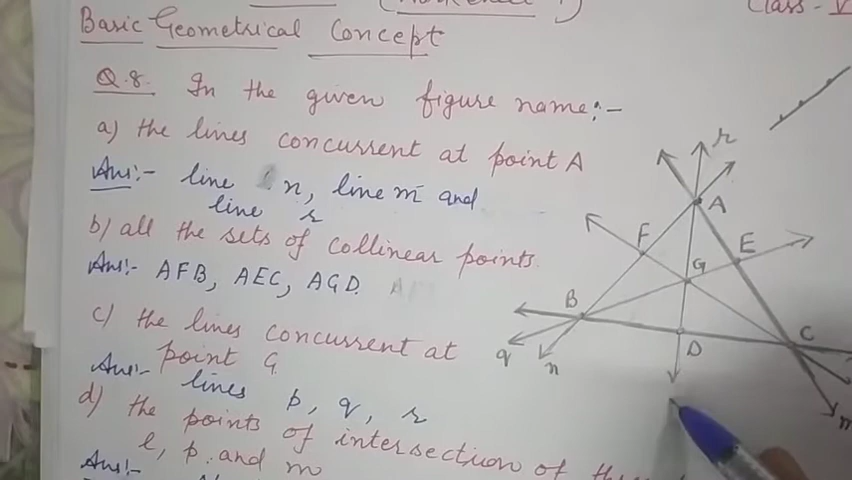 Class - V
Basic Geometrical Concept
Q.8. In the given figure name:-
a) the lines concurrent at point A
Ans:- line n, line m and
line r
b) all the sets of collinear points.
Ans:- AFB, AEC, AGD.
c) the lines concurrent at
point G
Ans:- lines p, q, r
d) the points of intersection of
l, p and m
Ans:-
r
A
F
E
G
B
D
C
q
n
m